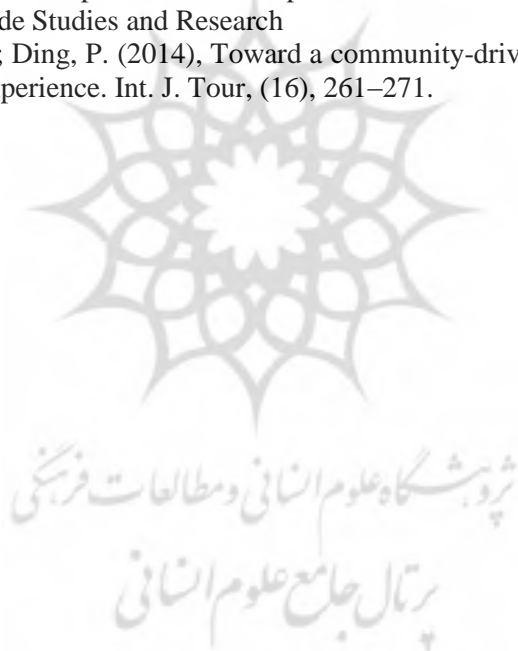 de Studies and Research
; Ding, P. (2014), Toward a community-driv
perience. Int. J. Tour, (16), 261–271.
پژوهشگاه علوم انسانی و مطالعات فرهنگی
پرتال جامع علوم انسانی